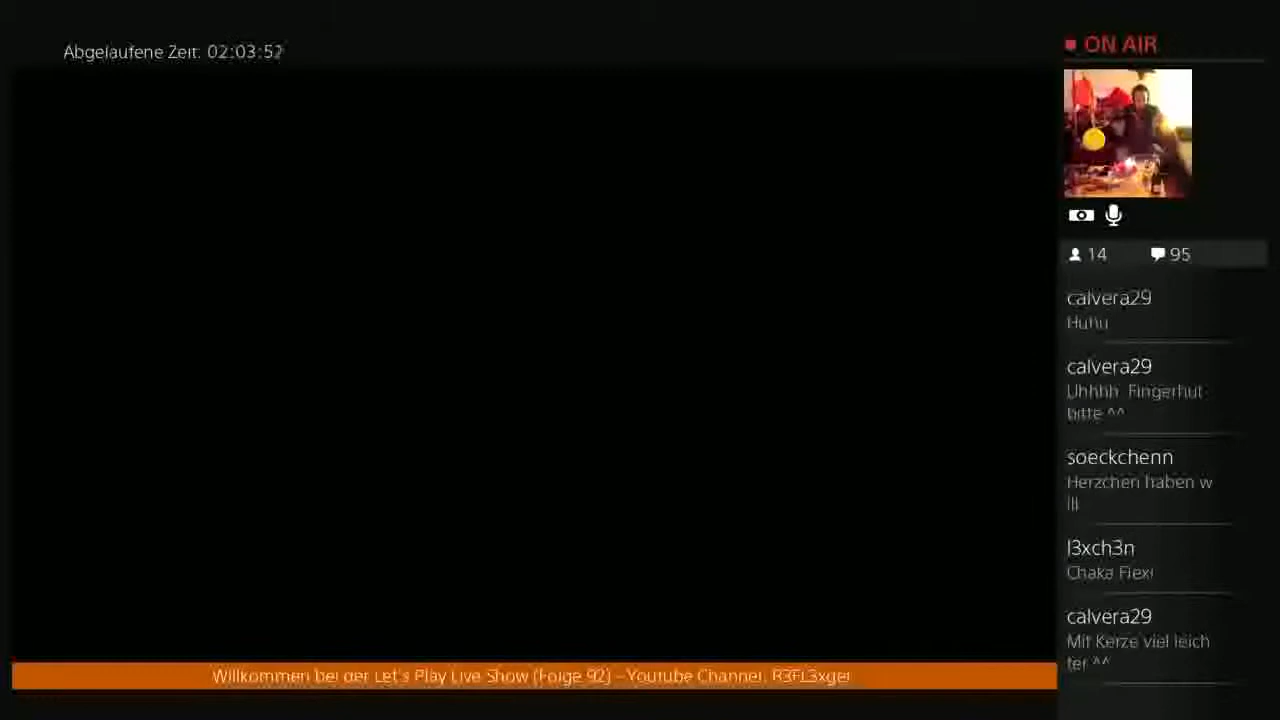 Abgelaufene Zeit: 02:03:52
ON AIR
14 95
calvera29
Huhu
calvera29
Uhhhh Fingerhut
bitte ^^
soeckchenn
Herzchen haben w
ill
l3xch3n
Chaka Flexi
calvera29
Mit Kerze viel leich
ter ^^
Willkommen bei der Let's Play Live Show (Folge 92) - Youtube Channel: R3FL3xger